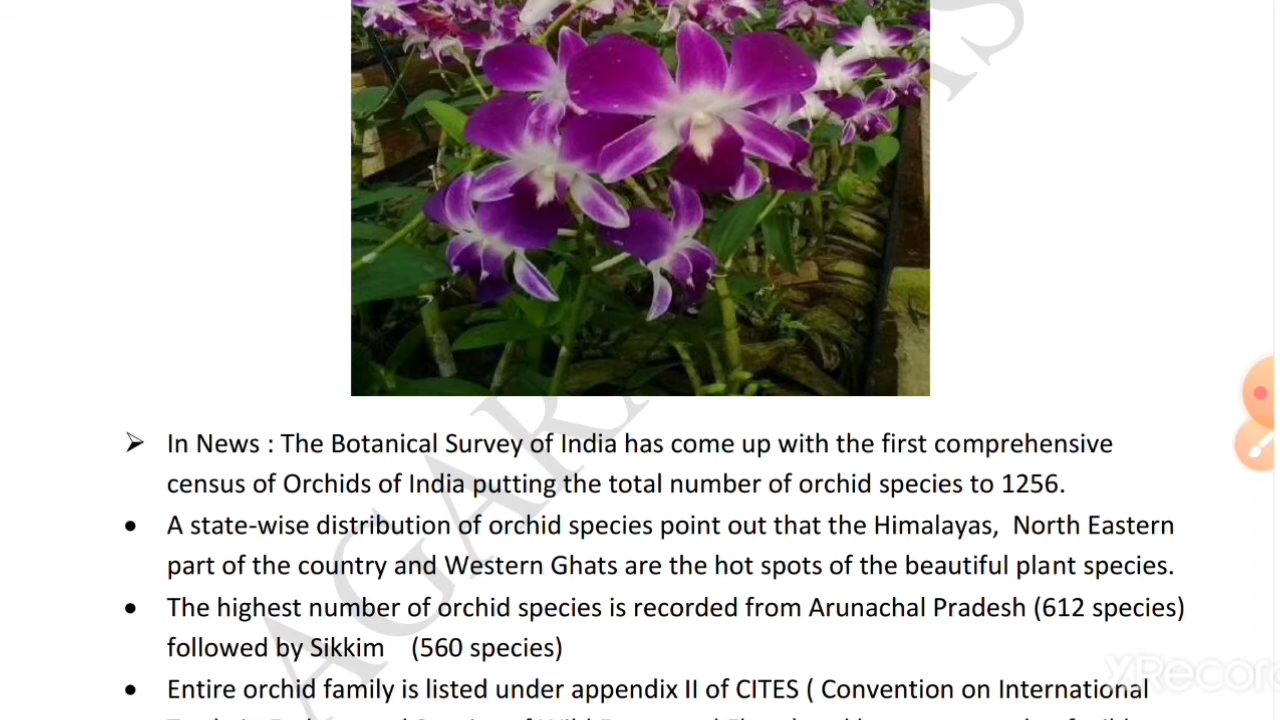 ➢ In News : The Botanical Survey of India has come up with the first comprehensive
census of Orchids of India putting the total number of orchid species to 1256.
• A state-wise distribution of orchid species point out that the Himalayas, North Eastern
part of the country and Western Ghats are the hot spots of the beautiful plant species.
• The highest number of orchid species is recorded from Arunachal Pradesh (612 species)
followed by Sikkim (560 species)
• Entire orchid family is listed under appendix II of CITES ( Convention on International
XRecor